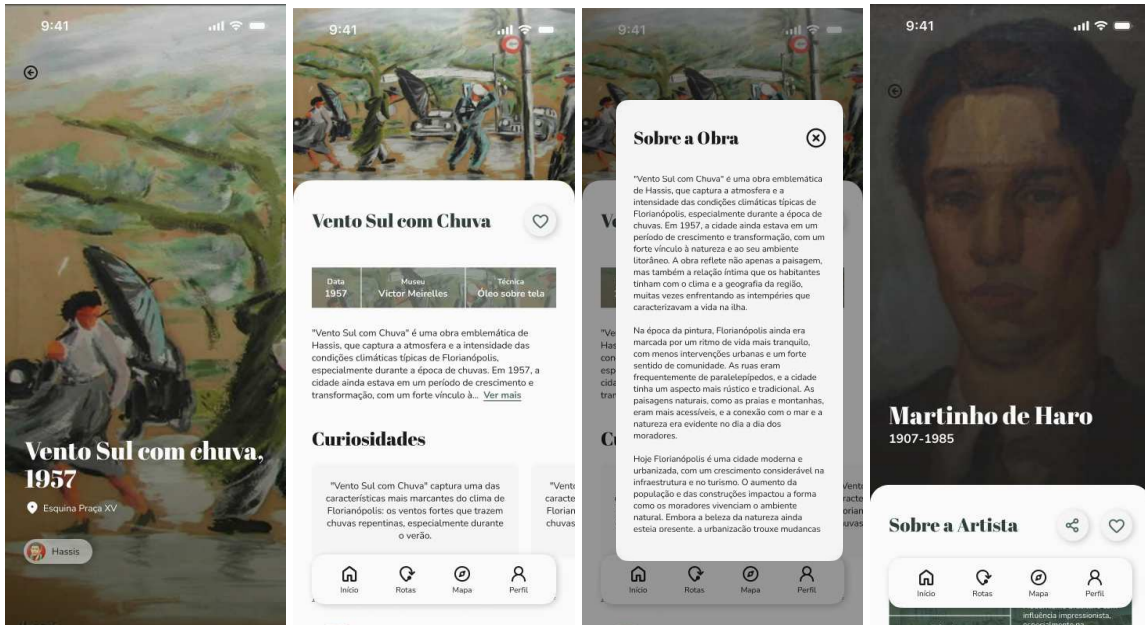 9:41
Vento Sul com chuva,
1957
Esquina Praça XV
Hassis
9:41
Vento Sul com Chuva
Data
1957
Museu
Victor Meirelles
Técnica
Óleo sobre tela
"Vento Sul com Chuva" é uma obra emblemática de
Hassis, que captura a atmosfera e a intensidade das
condições climáticas típicas de Florianópolis,
especialmente durante a época de chuvas. Em 1957, a
cidade ainda estava em um período de crescimento e
transformação, com um forte vínculo à... Ver mais
Curiosidades
"Vento Sul com Chuva" captura uma das
características mais marcantes do clima de
Florianópolis: os ventos fortes que trazem
chuvas repentinas, especialmente durante
o verão.
Início
Rotas
Mapa
Perfil
9:41
Sobre a Obra
"Vento Sul com Chuva" é uma obra emblemática
de Hassis, que captura a atmosfera e a
intensidade das condições climáticas típicas de
Florianópolis, especialmente durante a época de
chuvas. Em 1957, a cidade ainda estava em um
período de crescimento e transformação, com um
forte vínculo à natureza e ao seu ambiente
litorâneo. A obra reflete não apenas a paisagem,
mas também a relação íntima que os habitantes
tinham com o clima e a geografia da região,
muitas vezes enfrentando as intempéries que
caracterizavam a vida na ilha.
Na época da pintura, Florianópolis ainda era
marcada por um ritmo de vida mais tranquilo,
com menos intervenções urbanas e um forte
sentido de comunidade. As ruas eram
frequentemente de paralelepípedos, e a cidade
tinha um aspecto mais rústico e tradicional. As
paisagens naturais, como as praias e montanhas,
eram mais acessíveis, e a conexão com o mar e a
natureza era evidente no dia a dia dos
moradores.
Hoje Florianópolis é uma cidade moderna e
urbanizada, com um crescimento considerável na
infraestrutura e no turismo. O aumento da
população e das construções impactou a forma
como os moradores vivenciam o ambiente
natural. Embora a beleza da natureza ainda
esteja presente, a urbanização trouxe mudanças
Início
Rotas
Mapa
Perfil
9:41
Martinho de Haro
1907-1985
Sobre a Artista
Início
Rotas
Mapa
Perfil
influência impressionista,